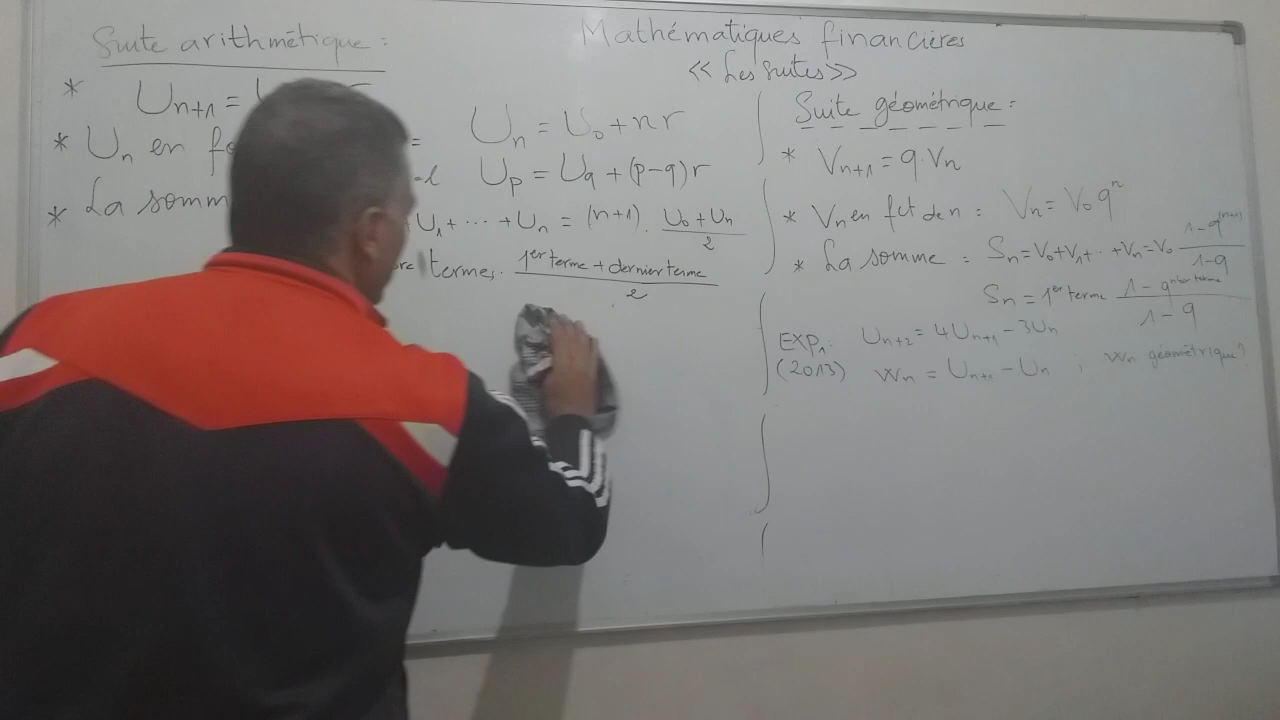 Mathématiques financières
<< Les suites >>
Suite arithmétique :
* Un+1 = r
* Un en fo = Un = U0 + nr
el Up = Uq + (p-q)r
* La somm U1 + ... + Un = (n+1) . (U0 + Un)/2
bre termes . (1er terme + dernier terme)/2
Suite géométrique :
* Vn+1 = q.Vn
* Vn en fct de n : Vn = V0 q^n
* La somme : Sn = V0 + V1 + .. + Vn = V0 (1-q^(n+1))/(1-q)
Sn = 1er terme (1 - q^nbr terme)/(1 - q)
EXP1 : Un+2 = 4Un+1 - 3Un
(2013) Wn = Un+1 - Un ; Wn géométrique?